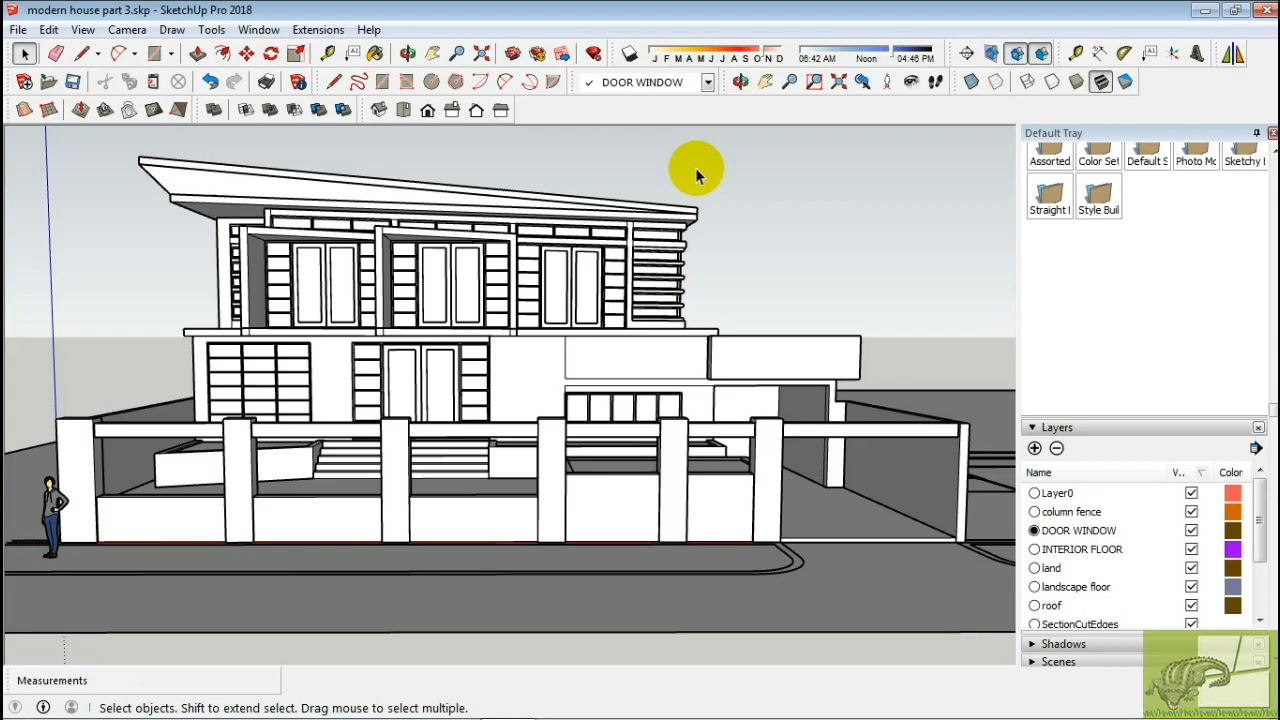 modern house part 3.skp - SketchUp Pro 2018
File Edit View Camera Draw Tools Window Extensions Help
J F M A M J J A S O N D
06:42 AM Noon 04:46 PM
DOOR WINDOW
Default Tray
Assorted Color Sel Default S Photo Mo Sketchy I
Straight I Style Buil
Layers
Name V.. Color
Layer0
column fence
DOOR WINDOW
INTERIOR FLOOR
land
landscape floor
roof
SectionCutEdges
Shadows
Scenes
Measurements
Select objects. Shift to extend select. Drag mouse to select multiple.